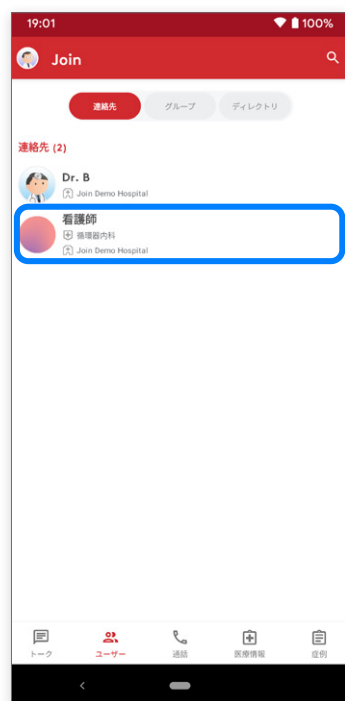 19:01 100%
Join
連絡先 グループ ディレクトリ
連絡先 (2)
Dr. B
Join Demo Hospital
看護師
循環器内科
Join Demo Hospital
トーク ユーザー 通話 医療情報 症例